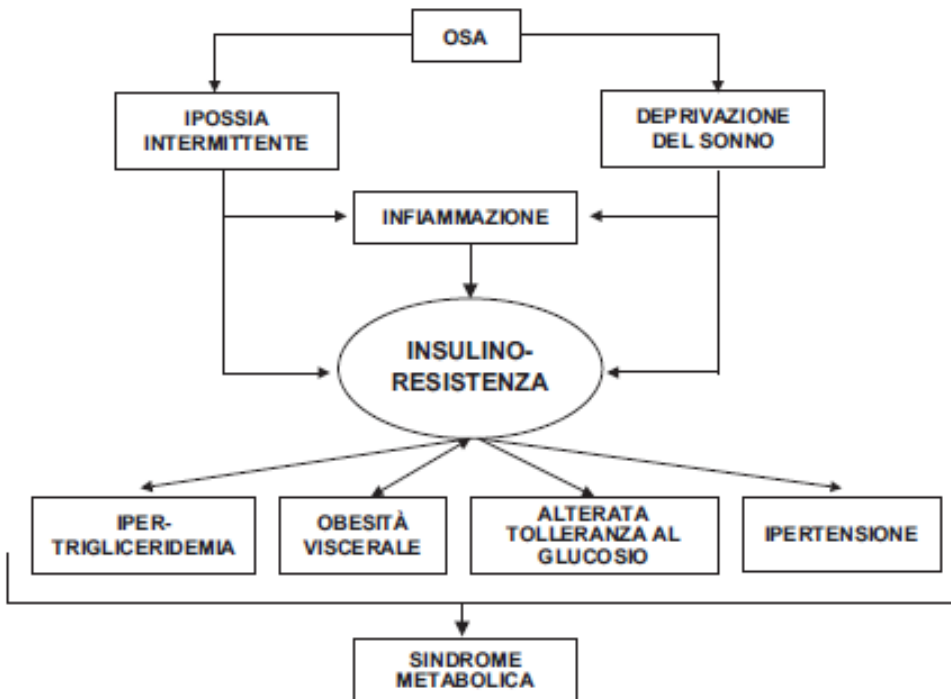 OSA
IPOSSIA
INTERMITTENTE
DEPRIVAZIONE
DEL SONNO
INFIAMMAZIONE
INSULINO-
RESISTENZA
IPER-
TRIGLICERIDEMIA
OBESITÀ
VISCERALE
ALTERATA
TOLLERANZA AL
GLUCOSIO
IPERTENSIONE
SINDROME
METABOLICA